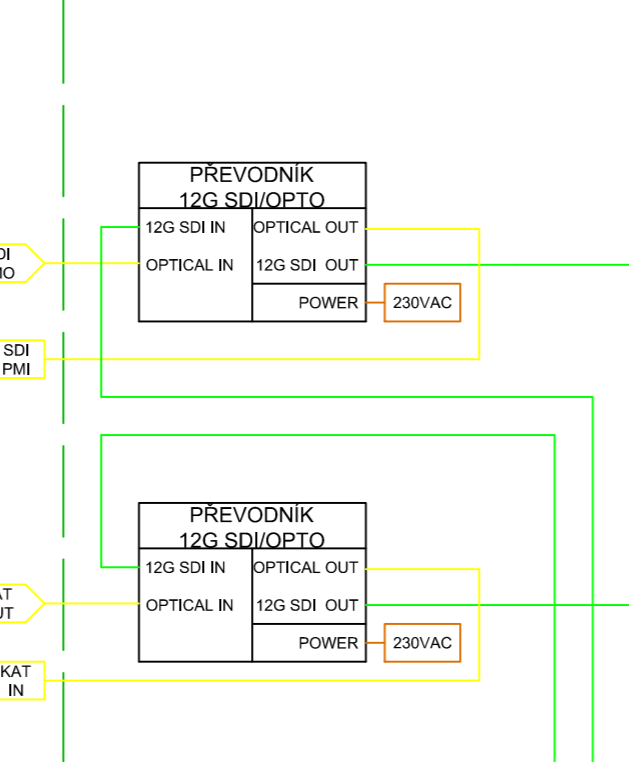 PŘEVODNÍK
12G SDI/OPTO
12G SDI IN
OPTICAL OUT
OPTICAL IN
12G SDI OUT
POWER
230VAC
SDI
PMI
PŘEVODNÍK
12G SDI/OPTO
12G SDI IN
OPTICAL OUT
OPTICAL IN
12G SDI OUT
POWER
230VAC
KAT
IN